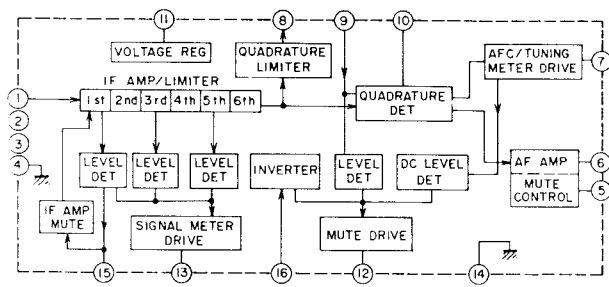 11
8
9
10
VOLTAGE REG
QUADRATURE
LIMITER
AFC/TUNING
METER DRIVE
7
IF AMP/LIMITER
1
1st 2nd 3rd 4th 5th 6th
QUADRATURE
DET
2
3
4
LEVEL
DET
LEVEL
DET
LEVEL
DET
INVERTER
LEVEL
DET
DC LEVEL
DET
AF AMP
6
MUTE
CONTROL
5
IF AMP
MUTE
SIGNAL METER
DRIVE
MUTE DRIVE
15
13
16
12
14